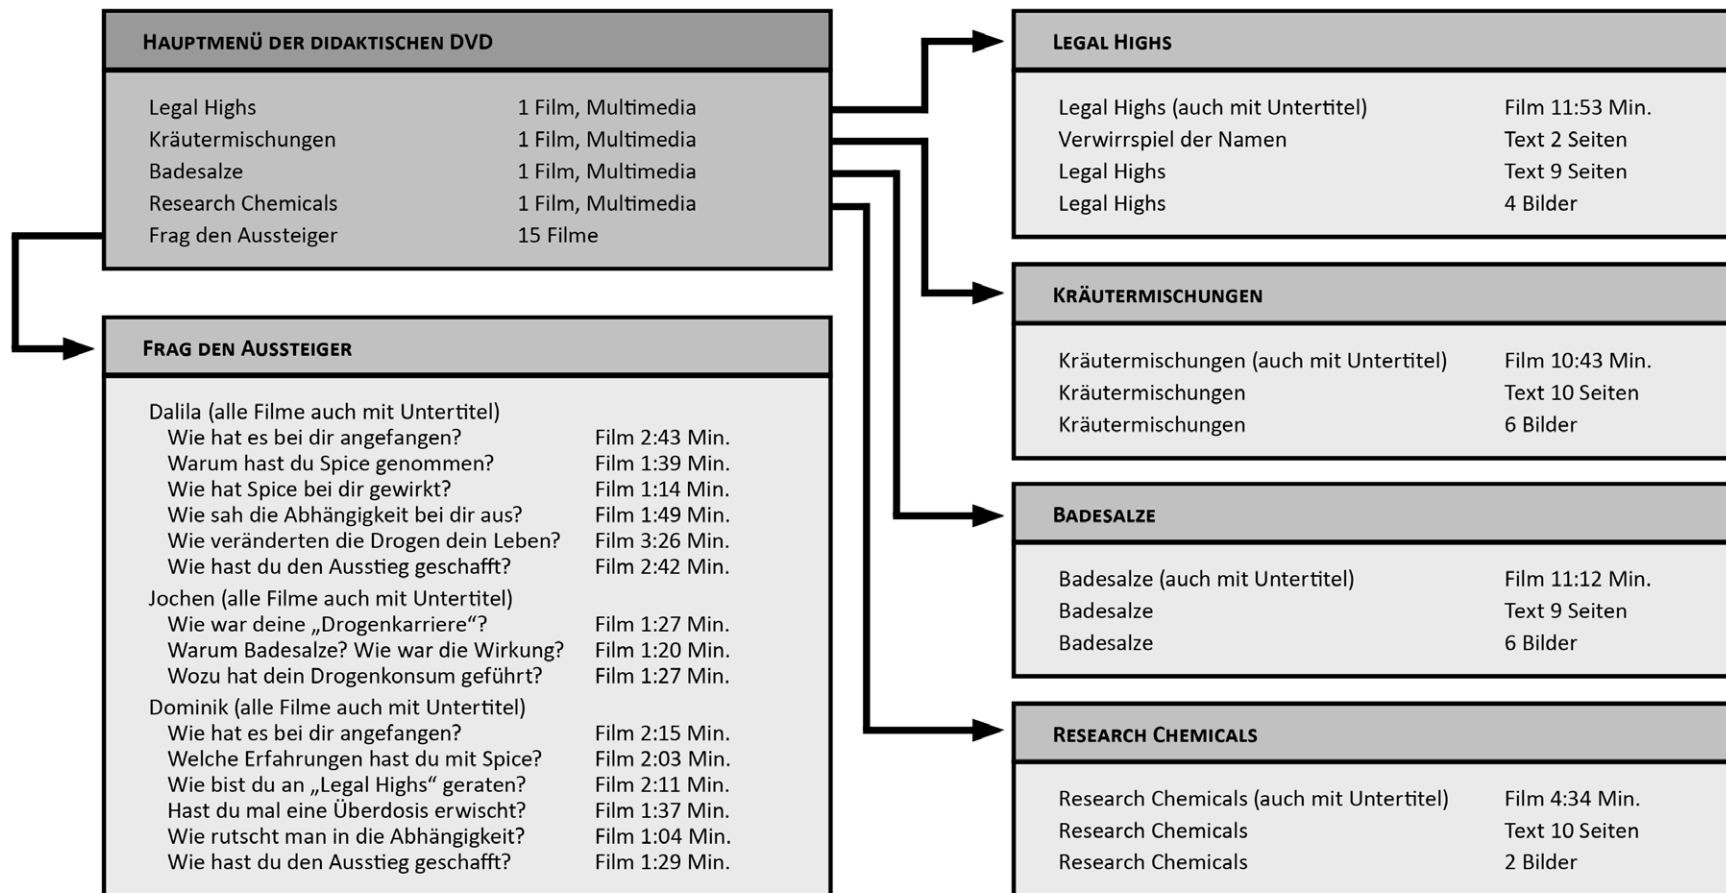 HAUPTMENÜ DER DIDAKTISCHEN DVD
Legal Highs 1 Film, Multimedia
Kräutermischungen 1 Film, Multimedia
Badesalze 1 Film, Multimedia
Research Chemicals 1 Film, Multimedia
Frag den Aussteiger 15 Filme
FRAG DEN AUSSTEIGER
Dalila (alle Filme auch mit Untertitel)
Wie hat es bei dir angefangen? Film 2:43 Min.
Warum hast du Spice genommen? Film 1:39 Min.
Wie hat Spice bei dir gewirkt? Film 1:14 Min.
Wie sah die Abhängigkeit bei dir aus? Film 1:49 Min.
Wie veränderten die Drogen dein Leben? Film 3:26 Min.
Wie hast du den Ausstieg geschafft? Film 2:42 Min.
Jochen (alle Filme auch mit Untertitel)
Wie war deine „Drogenkarriere“? Film 1:27 Min.
Warum Badesalze? Wie war die Wirkung? Film 1:20 Min.
Wozu hat dein Drogenkonsum geführt? Film 1:27 Min.
Dominik (alle Filme auch mit Untertitel)
Wie hat es bei dir angefangen? Film 2:15 Min.
Welche Erfahrungen hast du mit Spice? Film 2:03 Min.
Wie bist du an „Legal Highs“ geraten? Film 2:11 Min.
Hast du mal eine Überdosis erwischt? Film 1:37 Min.
Wie rutscht man in die Abhängigkeit? Film 1:04 Min.
Wie hast du den Ausstieg geschafft? Film 1:29 Min.
LEGAL HIGHS
Legal Highs (auch mit Untertitel) Film 11:53 Min.
Verwirrspiel der Namen Text 2 Seiten
Legal Highs Text 9 Seiten
Legal Highs 4 Bilder
KRÄUTERMISCHUNGEN
Kräutermischungen (auch mit Untertitel) Film 10:43 Min.
Kräutermischungen Text 10 Seiten
Kräutermischungen 6 Bilder
BADESALZE
Badesalze (auch mit Untertitel) Film 11:12 Min.
Badesalze Text 9 Seiten
Badesalze 6 Bilder
RESEARCH CHEMICALS
Research Chemicals (auch mit Untertitel) Film 4:34 Min.
Research Chemicals Text 10 Seiten
Research Chemicals 2 Bilder